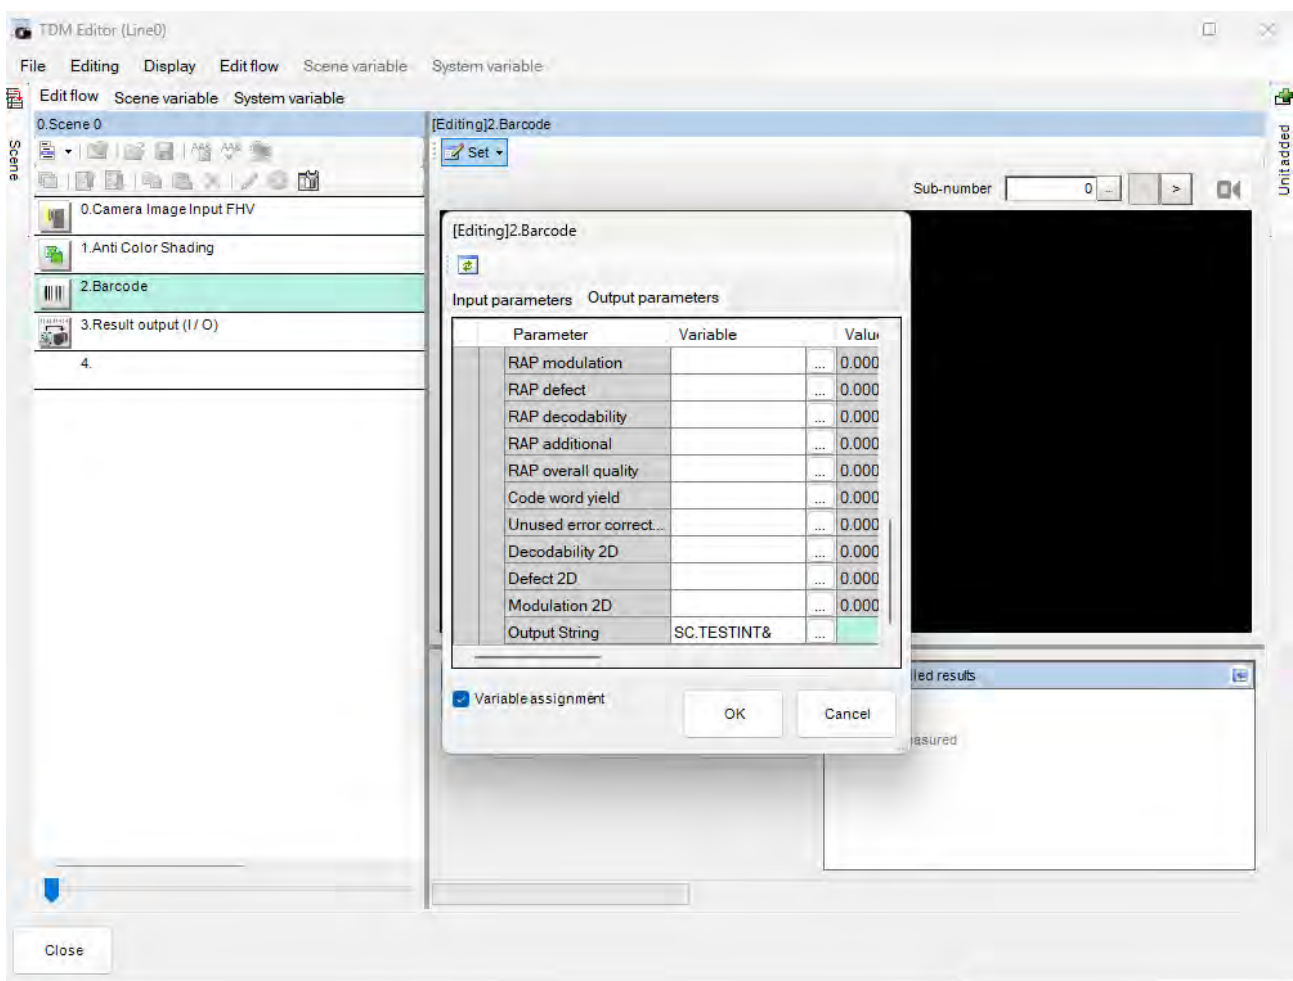 TDM Editor (Line0)
File Editing Display Edit flow Scene variable System variable
Edit flow Scene variable System variable
Scene
0.Scene 0
0.Camera Image Input FHV
1.Anti Color Shading
2.Barcode
3.Result output (I / O)
4.
[Editing]2.Barcode
Set
Sub-number 0 ... >
Unit added
[Editing]2.Barcode
Input parameters Output parameters
Parameter Variable Valu
RAP modulation ... 0.000
RAP defect ... 0.000
RAP decodability ... 0.000
RAP additional ... 0.000
RAP overall quality ... 0.000
Code word yield ... 0.000
Unused error correct... ... 0.000
Decodability 2D ... 0.000
Defect 2D ... 0.000
Modulation 2D ... 0.000
Output String SC.TESTINT& ...
Variable assignment
OK Cancel
led results
asured
Close